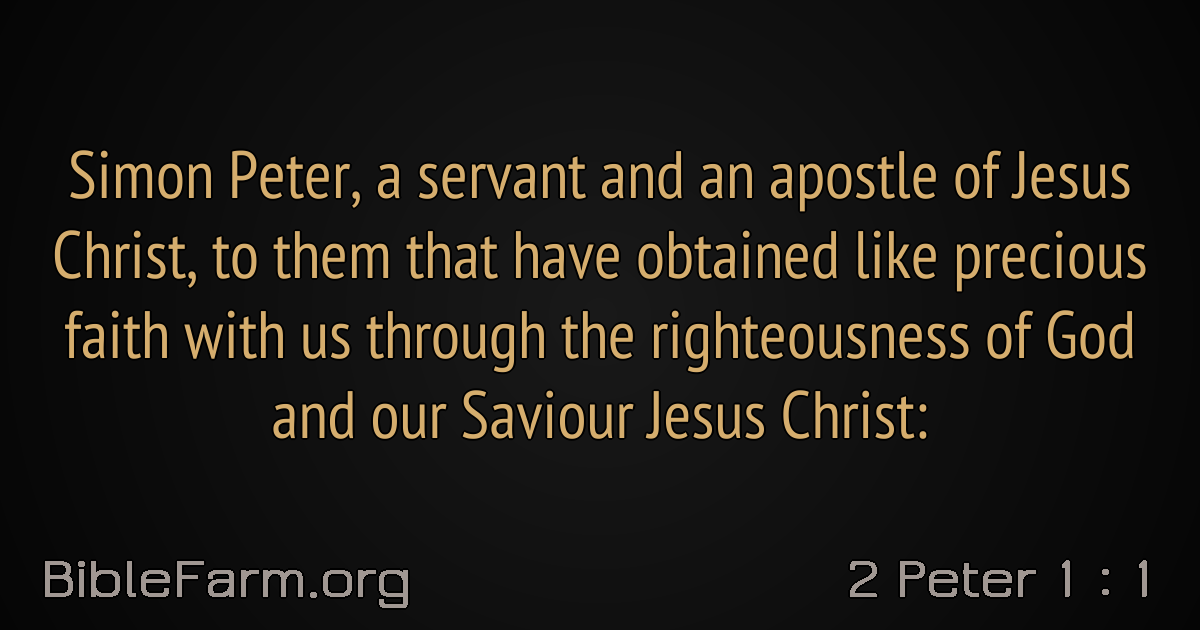 Simon Peter, a servant and an apostle of Jesus
Christ, to them that have obtained like precious
faith with us through the righteousness of God
and our Saviour Jesus Christ:
BibleFarm.org
2 Peter 1 : 1